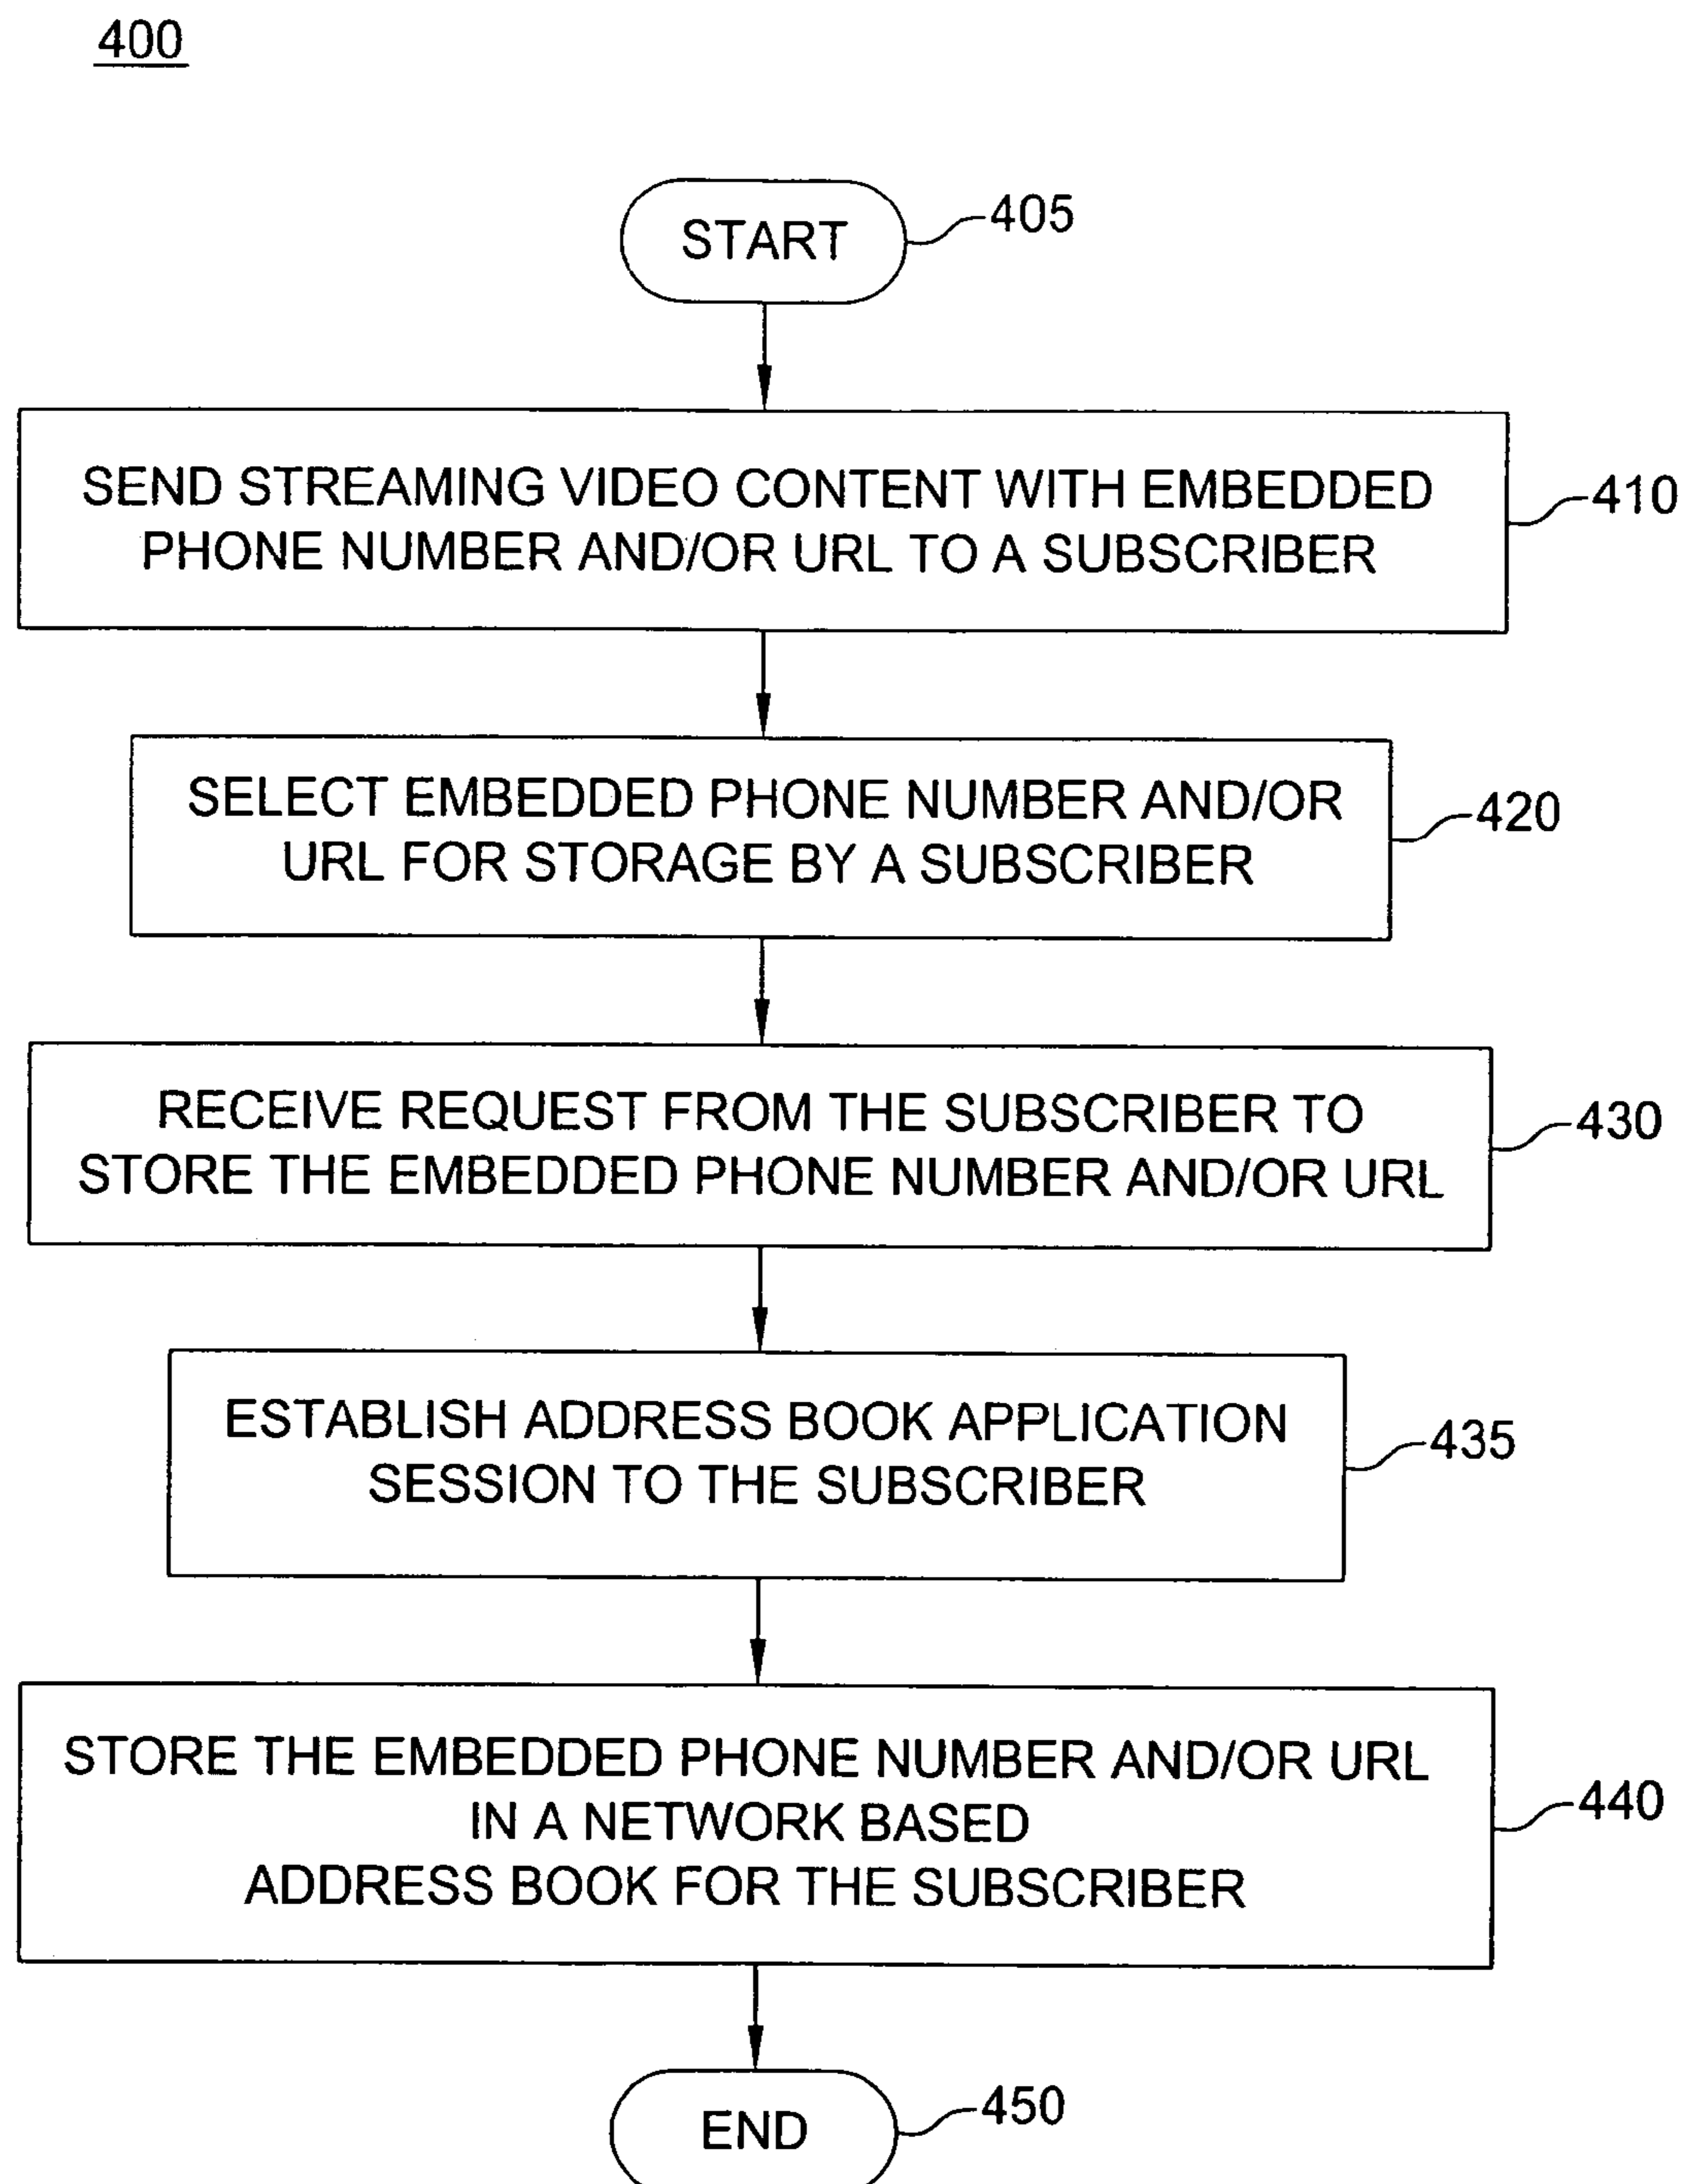 400
START
405
SEND STREAMING VIDEO CONTENT WITH EMBEDDED
PHONE NUMBER AND/OR URL TO A SUBSCRIBER
410
SELECT EMBEDDED PHONE NUMBER AND/OR
URL FOR STORAGE BY A SUBSCRIBER
420
RECEIVE REQUEST FROM THE SUBSCRIBER TO
STORE THE EMBEDDED PHONE NUMBER AND/OR URL
430
ESTABLISH ADDRESS BOOK APPLICATION
SESSION TO THE SUBSCRIBER
435
STORE THE EMBEDDED PHONE NUMBER AND/OR URL
IN A NETWORK BASED
ADDRESS BOOK FOR THE SUBSCRIBER
440
END
450